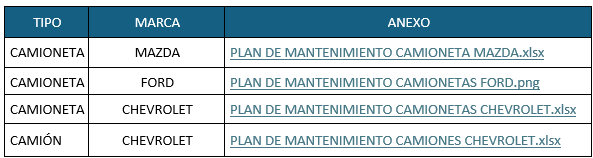 TIPO MARCA ANEXO
CAMIONETA MAZDA PLAN DE MANTENIMIENTO CAMIONETA MAZDA.xlsx
CAMIONETA FORD PLAN DE MANTENIMIENTO CAMIONETAS FORD.png
CAMIONETA CHEVROLET PLAN DE MANTENIMIENTO CAMIONETAS CHEVROLET.xlsx
CAMIÓN CHEVROLET PLAN DE MANTENIMIENTO CAMIONES CHEVROLET.xlsx